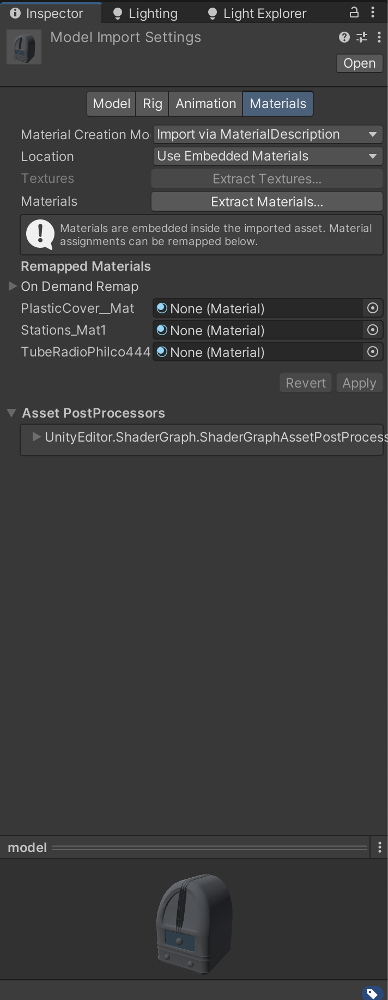 Inspector
Lighting
Light Explorer
Model Import Settings
Open
Model
Rig
Animation
Materials
Material Creation Mo
Import via MaterialDescription
Location
Use Embedded Materials
Textures
Extract Textures...
Materials
Extract Materials...
Materials are embedded inside the imported asset. Material
assignments can be remapped below.
Remapped Materials
On Demand Remap
PlasticCover__Mat
None (Material)
Stations_Mat1
None (Material)
TubeRadioPhilco444
None (Material)
Revert
Apply
Asset PostProcessors
UnityEditor.ShaderGraph.ShaderGraphAssetPostProcess
model